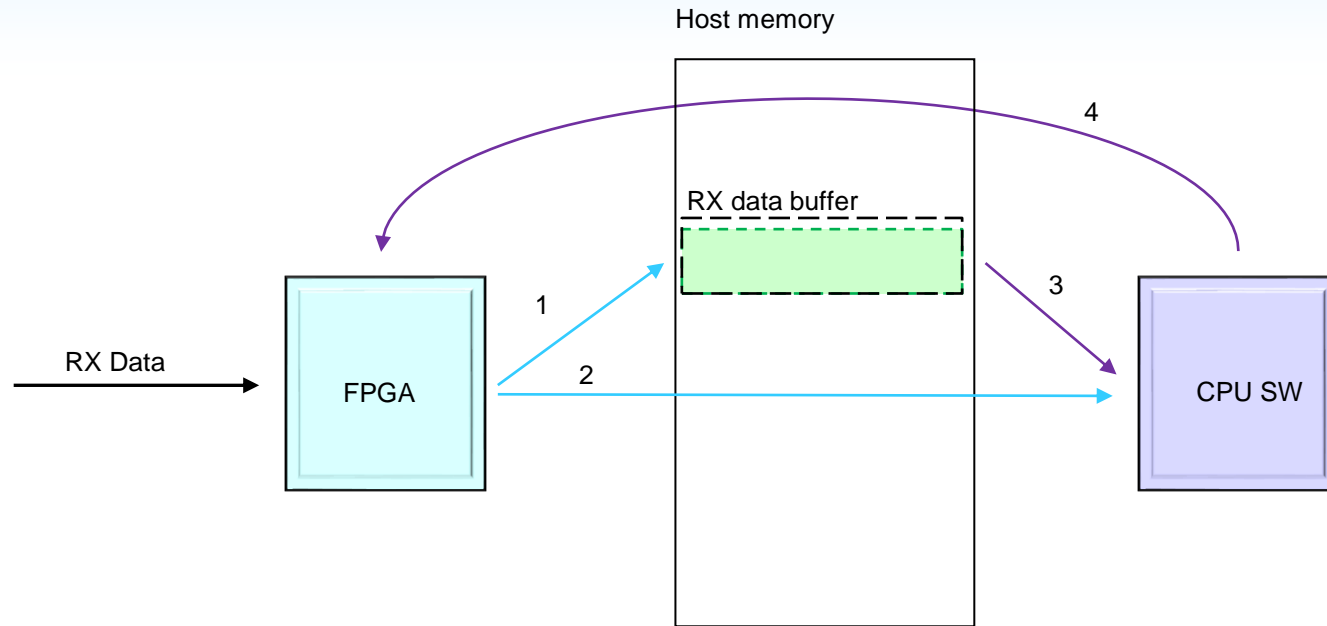 Host memory
4
RX data buffer
1
3
RX Data
2
FPGA
CPU SW